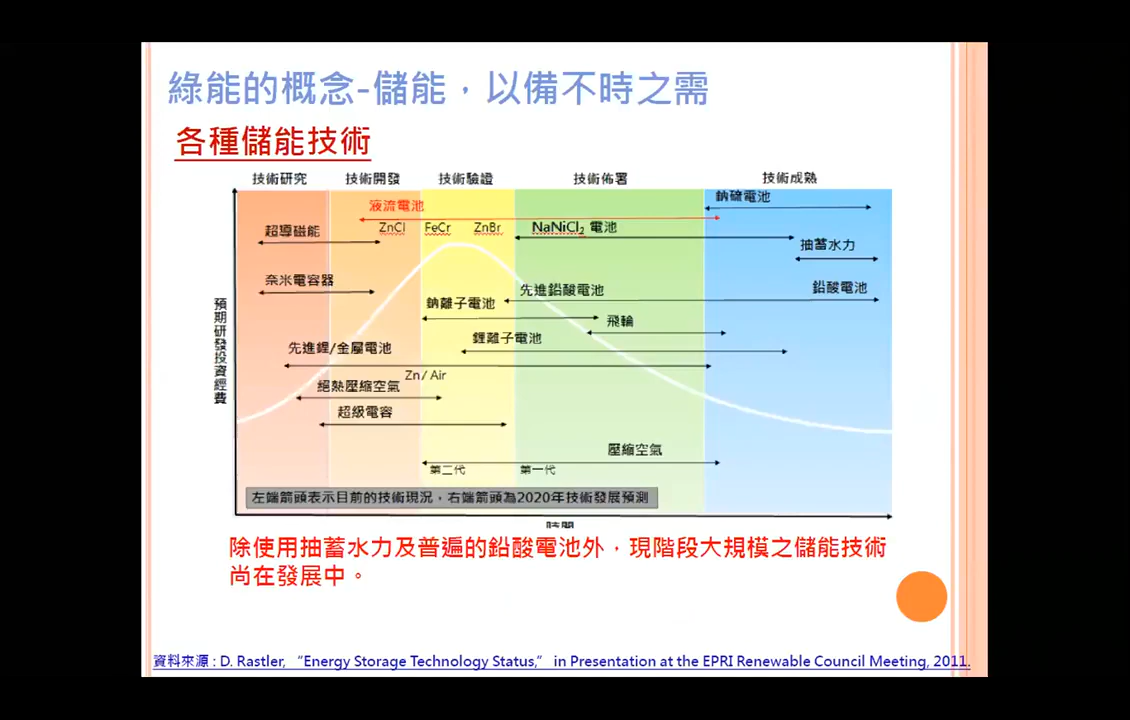 綠能的概念-儲能，以備不時之需
各種儲能技術
技術研究 技術開發 技術驗證 技術佈署 技術成熟
鈉硫電池
液流電池
ZnCl FeCr ZnBr NaNiCl₂ 電池
超導磁能
抽蓄水力
奈米電容器
先進鉛酸電池 鉛酸電池
鈉離子電池
飛輪
鋰離子電池
先進鋰/金屬電池
Zn/ Air
絕熱壓縮空氣
超級電容
壓縮空氣
第二代 第一代
預期研發投資經費
左端箭頭表示目前的技術現況，右端箭頭為2020年技術發展預測
時間
除使用抽蓄水力及普遍的鉛酸電池外，現階段大規模之儲能技術
尚在發展中。
資料來源 : D. Rastler, “Energy Storage Technology Status,” in Presentation at the EPRI Renewable Council Meeting, 2011.